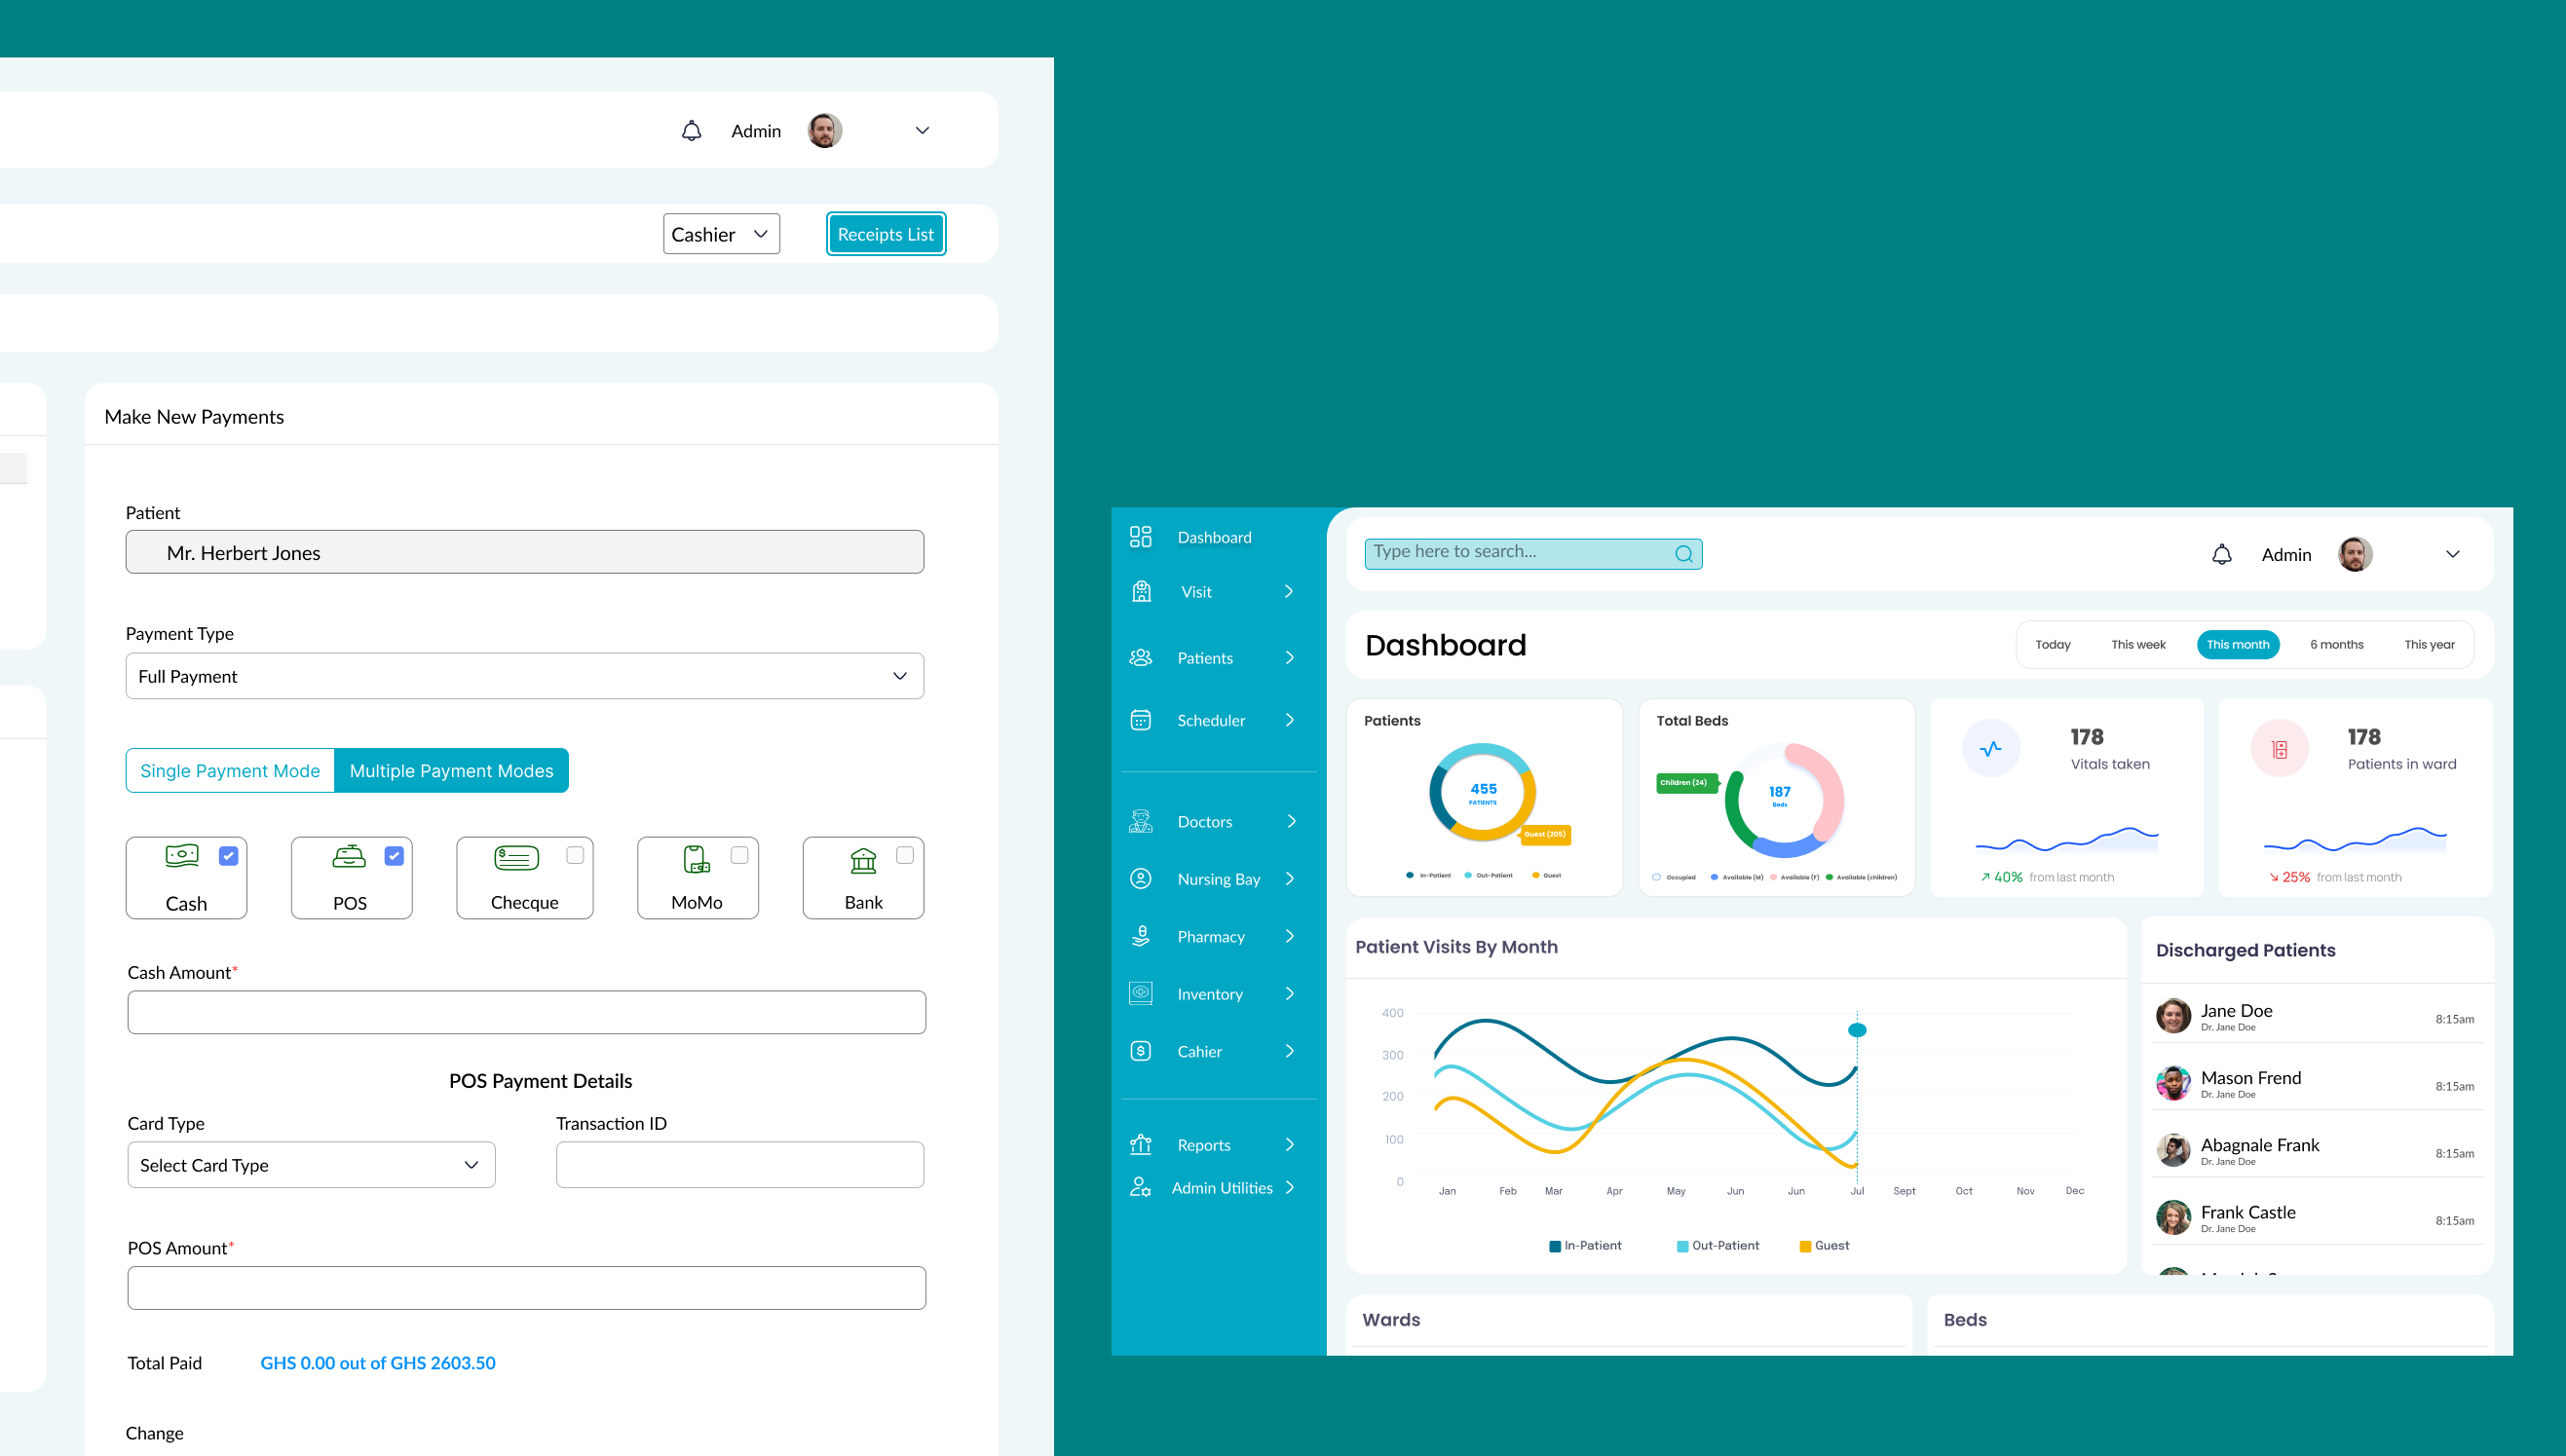 Admin
Cashier
Receipts List
Make New Payments
Patient
Mr. Herbert Jones
Payment Type
Full Payment
Single Payment Mode
Multiple Payment Modes
Cash
POS
Checque
MoMo
Bank
Cash Amount*
POS Payment Details
Card Type
Transaction ID
Select Card Type
POS Amount*
Total Paid
GHS 0.00 out of GHS 2603.50
Change
Dashboard
Visit
Patients
Scheduler
Doctors
Nursing Bay
Pharmacy
Inventory
Cahier
Reports
Admin Utilities
Type here to search...
Admin
Dashboard
Today
This week
This month
6 months
This year
Patients
455
PATIENTS
Guest (205)
In-Patient
Out-Patient
Guest
Total Beds
Children (24)
187
Beds
Occupied
Available (M)
Available (F)
Available (children)
178
Vitals taken
40% from last month
178
Patients in ward
25% from last month
Patient Visits By Month
400
300
200
100
0
Jan Feb Mar Apr May Jun Jun Jul Sept Oct Nov Dec
In-Patient
Out-Patient
Guest
Discharged Patients
Jane Doe
Dr. Jane Doe
8:15am
Mason Frend
Dr. Jane Doe
8:15am
Abagnale Frank
Dr. Jane Doe
8:15am
Frank Castle
Dr. Jane Doe
8:15am
Wards
Beds